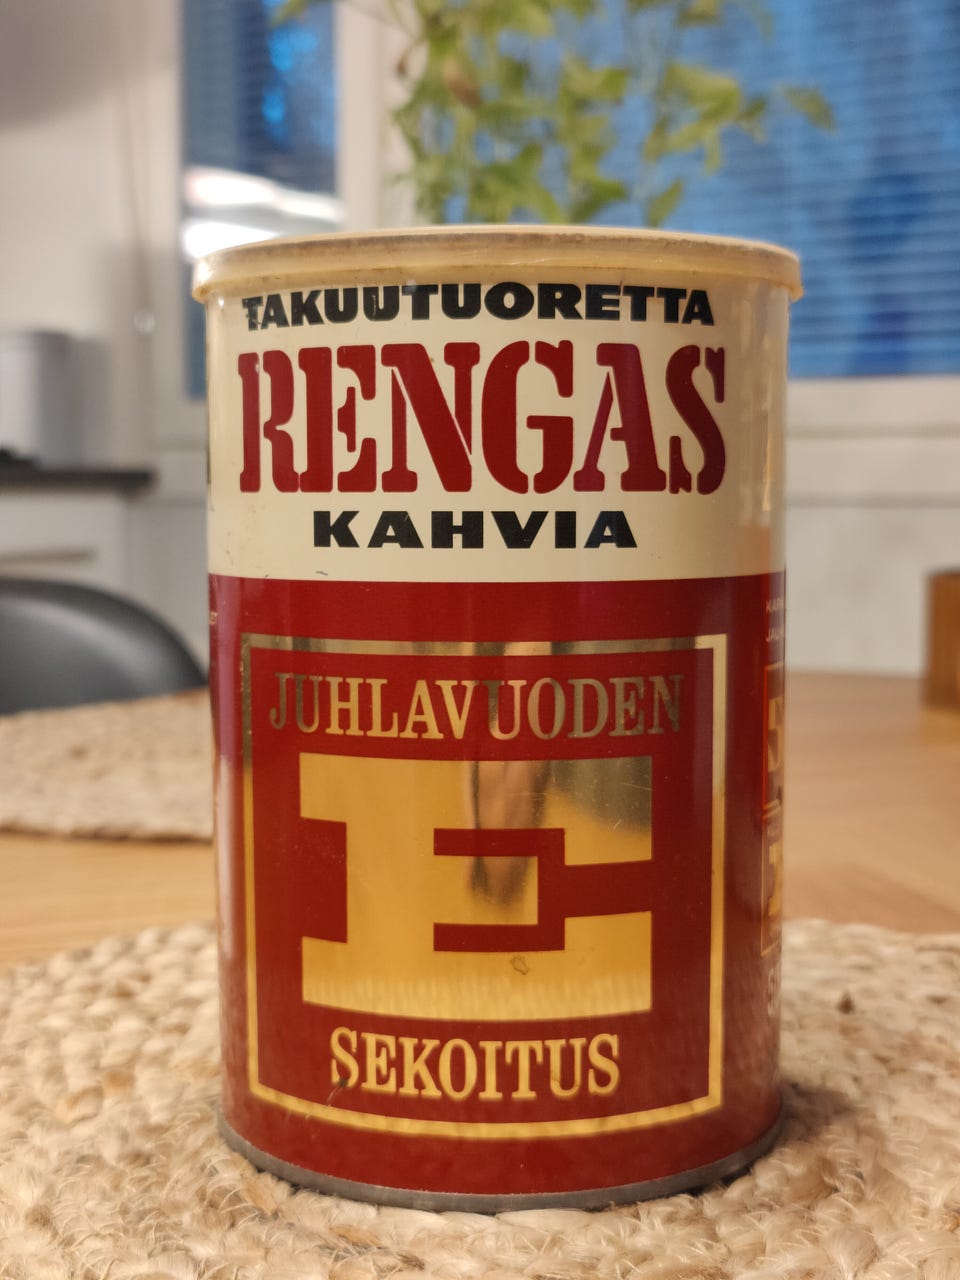 TAKUUTUORETTA
RENGAS
KAHVIA
JUHLAVUODEN
E
SEKOITUS